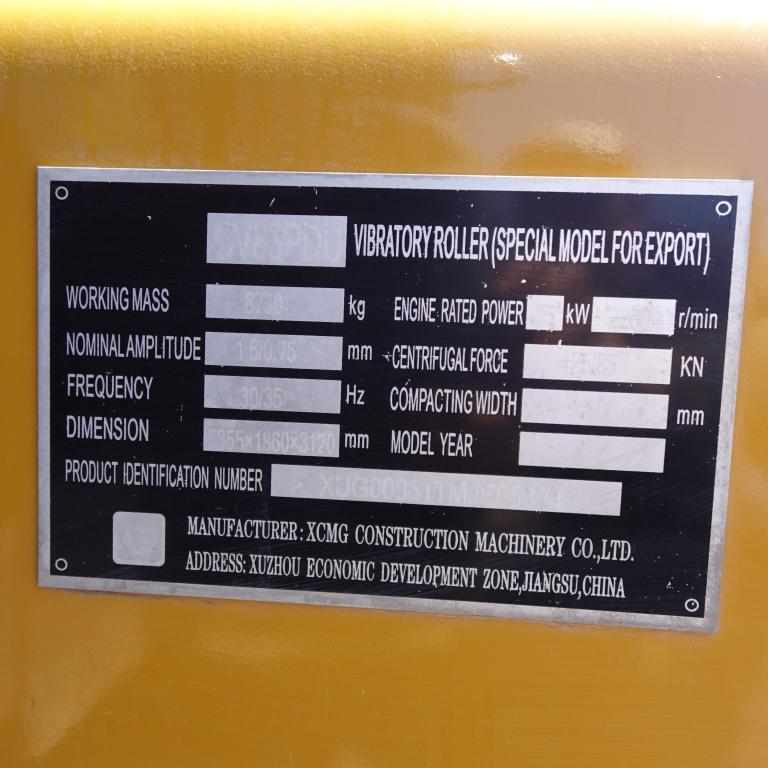 VIBRATORY ROLLER (SPECIAL MODEL FOR EXPORT)
WORKING MASS kg ENGINE RATED POWER kW r/min
NOMINAL AMPLITUDE 1.5/0.75 mm CENTRIFUGAL FORCE KN
FREQUENCY 30/35 Hz COMPACTING WIDTH mm
DIMENSION mm MODEL YEAR
PRODUCT IDENTIFICATION NUMBER
MANUFACTURER: XCMG CONSTRUCTION MACHINERY CO.,LTD.
ADDRESS: XUZHOU ECONOMIC DEVELOPMENT ZONE,JIANGSU,CHINA